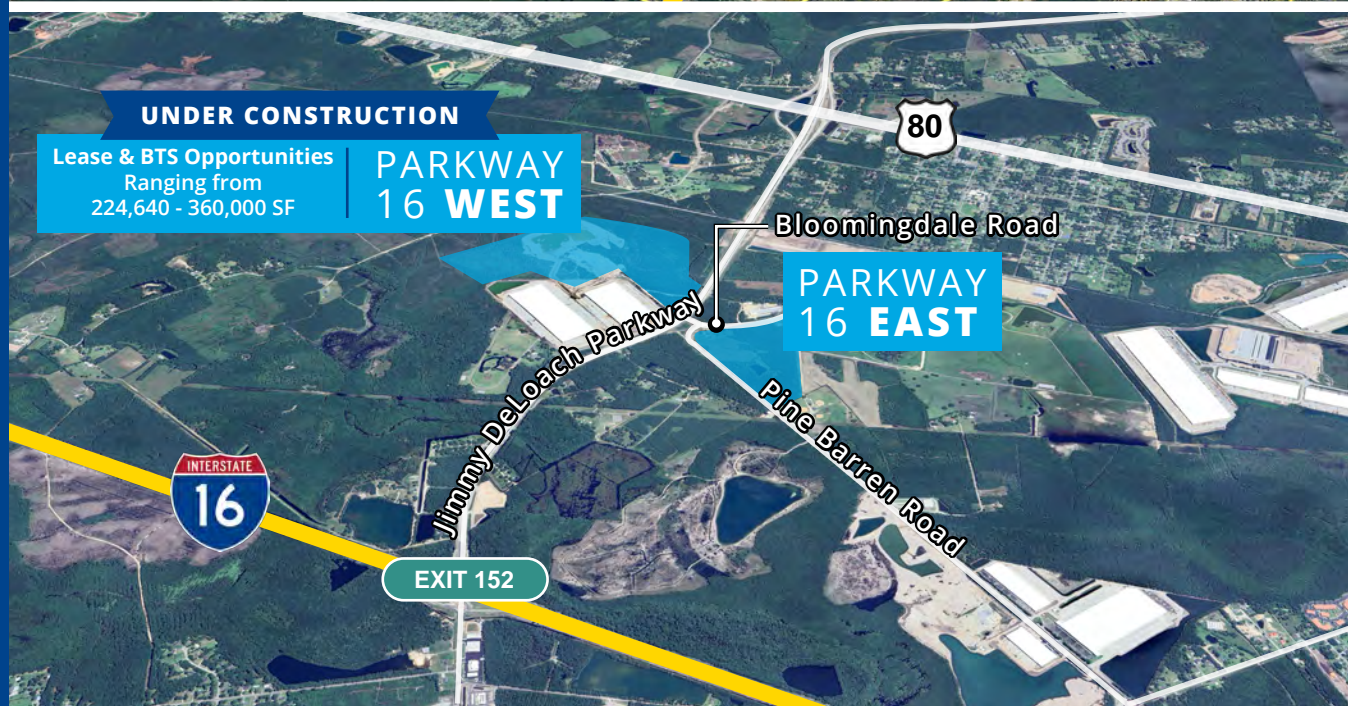 UNDER CONSTRUCTION
Lease & BTS Opportunities
Ranging from
224,640 - 360,000 SF
PARKWAY
16 WEST
80
Bloomingdale Road
PARKWAY
16 EAST
Jimmy DeLoach Parkway
Pine Barren Road
INTERSTATE
16
EXIT 152